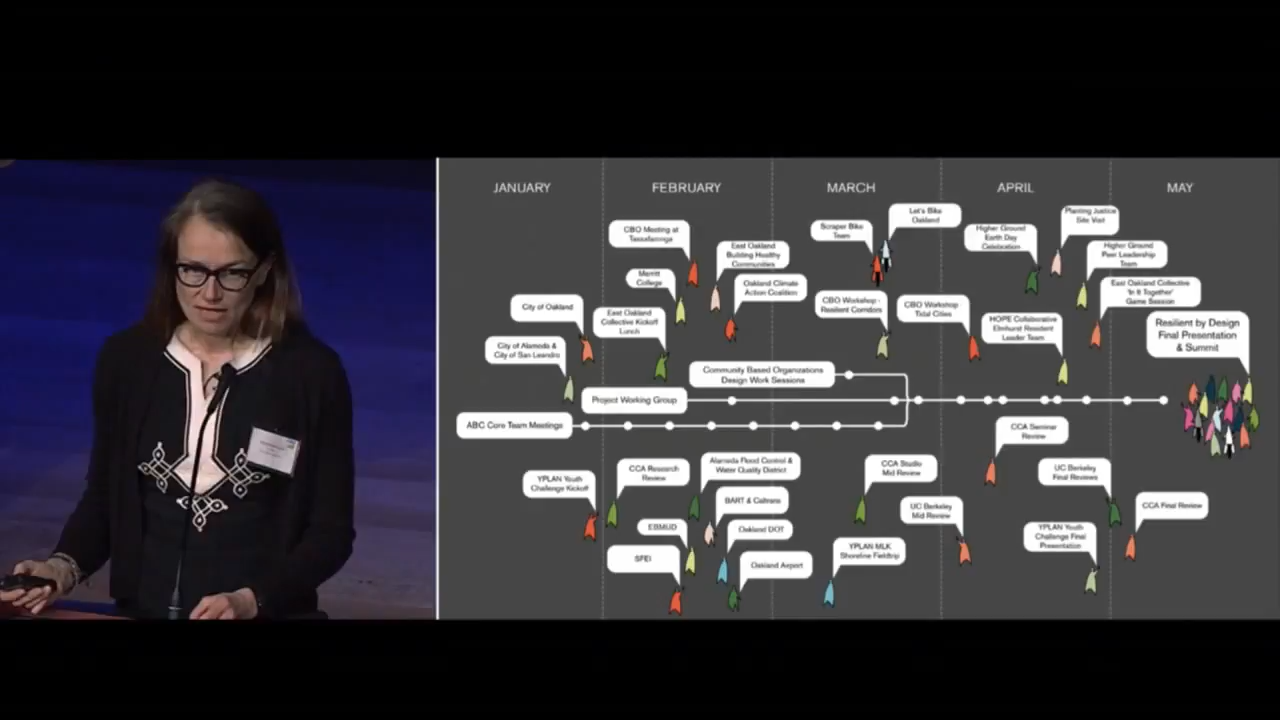 JANUARY
FEBRUARY
MARCH
APRIL
MAY
CBO Meeting at
Tassafaronga
East Oakland
Building Healthy
Communities
Merritt
College
Oakland Climate
Action Coalition
City of Oakland
East Oakland
Collective Kickoff
Lunch
City of Alameda &
City of San Leandro
Scraper Bike
Team
Let's Bike
Oakland
CBO Workshop -
Resilient Corridors
CBO Workshop -
Tidal Cities
Higher Ground
Earth Day
Celebration
Planting Justice
Site Visit
Higher Ground
Peer Leadership
Team
East Oakland Collective
'In It Together'
Game Session
HOPE Collaborative
Elmhurst Resident
Leader Team
Resilient by Design
Final Presentation
& Summit
Community Based Organizations
Design Work Sessions
Project Working Group
ABC Core Team Meetings
YPLAN Youth
Challenge Kickoff
CCA Research
Review
Alameda Flood Control &
Water Quality District
BART & Caltrans
EBMUD
Oakland DOT
SFEI
Oakland Airport
CCA Studio
Mid Review
UC Berkeley
Mid Review
YPLAN MLK
Shoreline Fieldtrip
CCA Seminar
Review
UC Berkeley
Final Reviews
CCA Final Review
YPLAN Youth
Challenge Final
Presentation